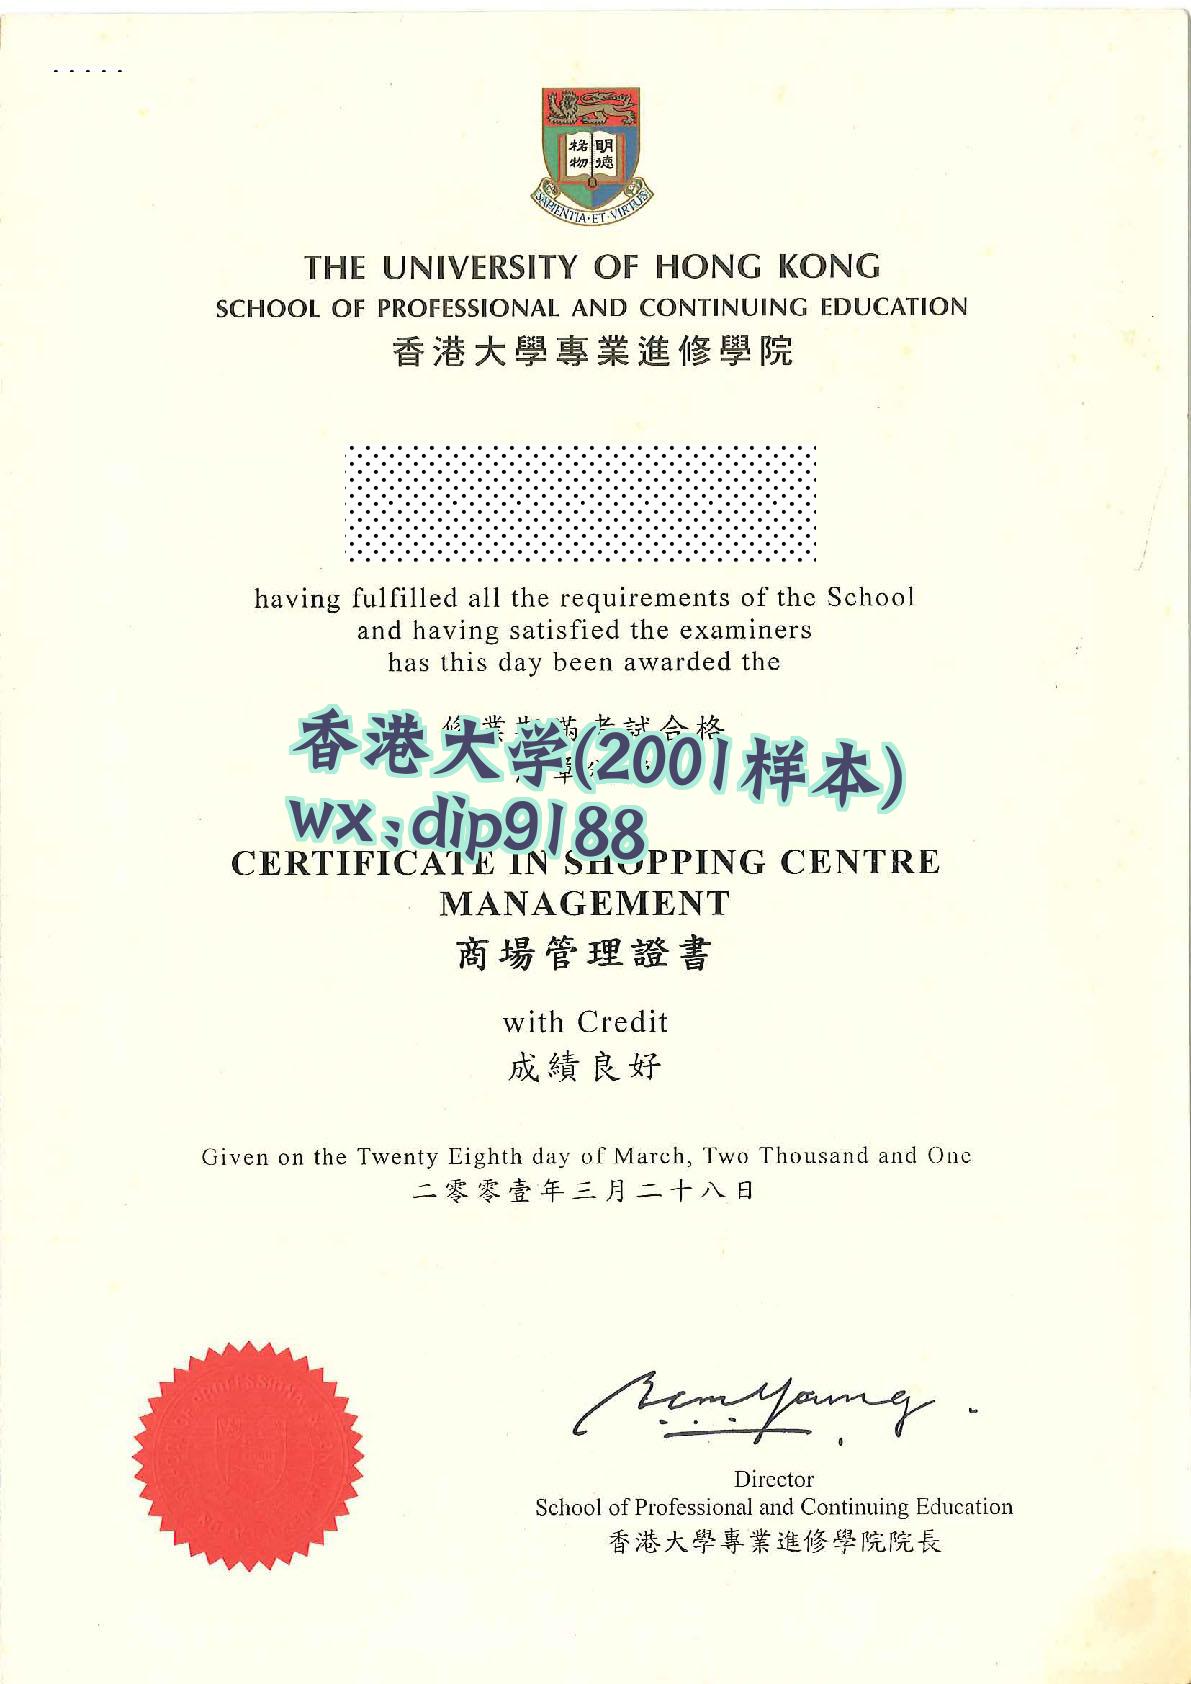 明德
格物
SAPIENTIA·ET·VIRTUS
THE UNIVERSITY OF HONG KONG
SCHOOL OF PROFESSIONAL AND CONTINUING EDUCATION
香港大學專業進修學院
having fulfilled all the requirements of the School
and having satisfied the examiners
has this day been awarded the
考試合格
香港大学(2001样本)
wx:dip9188
CERTIFICATE IN SHOPPING CENTRE
MANAGEMENT
商場管理證書
with Credit
成績良好
Given on the Twenty Eighth day of March, Two Thousand and One
二零零壹年三月二十八日
Director
School of Professional and Continuing Education
香港大學專業進修學院院長